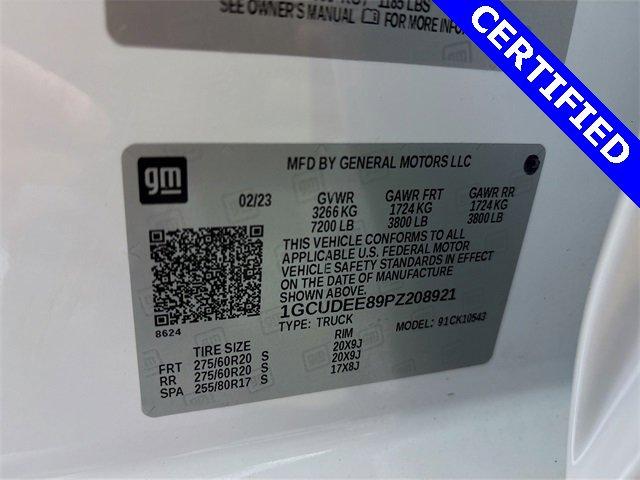 1185 LBS
SEE OWNER'S MANUAL FOR MORE
gm
CERTIFIED
gm
MFD BY GENERAL MOTORS LLC
02/23 GVWR GAWR FRT GAWR RR
3266 KG 1724 KG 1724 KG
7200 LB 3800 LB 3800 LB
THIS VEHICLE CONFORMS TO ALL
APPLICABLE U.S. FEDERAL MOTOR
VEHICLE SAFETY STANDARDS IN EFFECT
ON THE DATE OF MANUFACTURE
SHOWN ABOVE.
1GCUDEE89PZ208921
TYPE: TRUCK MODEL: 91CK10543
8624
TIRE SIZE RIM
FRT 275/60R20 S 20X9J
RR 275/60R20 S 20X9J
SPA 255/80R17 S 17X8J